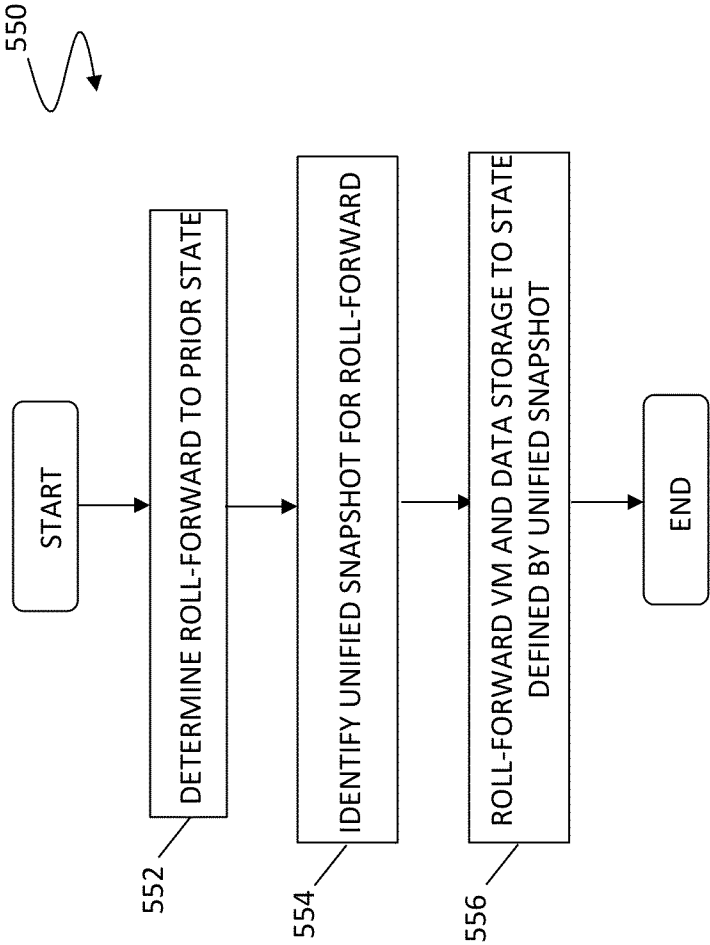 550
START
552
DETERMINE ROLL-FORWARD TO PRIOR STATE
554
IDENTIFY UNIFIED SNAPSHOT FOR ROLL-FORWARD
556
ROLL-FORWARD VM AND DATA STORAGE TO STATE
DEFINED BY UNIFIED SNAPSHOT
END